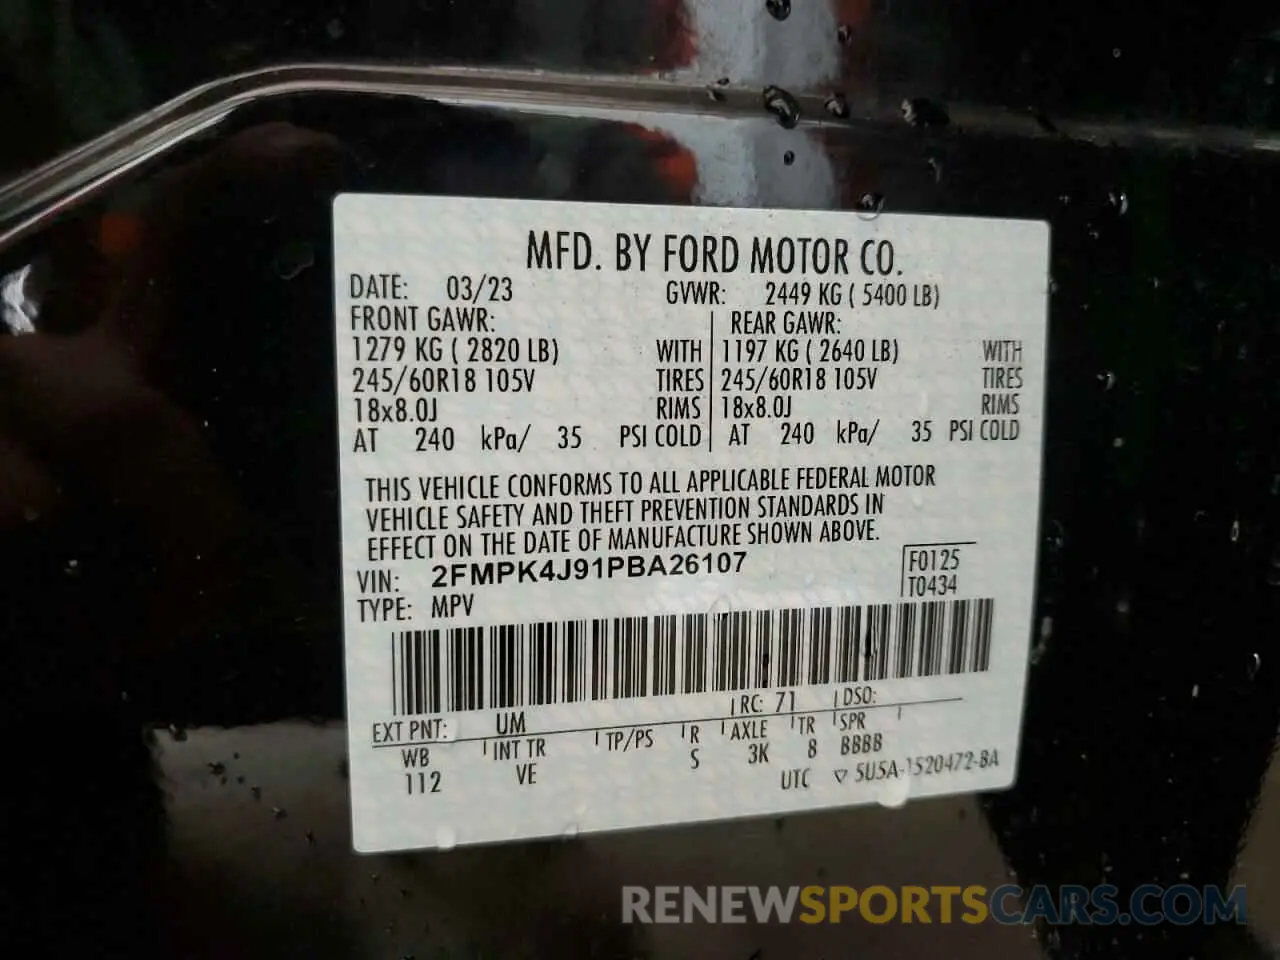 MFD. BY FORD MOTOR CO.
DATE: 03/23 GVWR: 2449 KG ( 5400 LB)
FRONT GAWR: REAR GAWR:
1279 KG ( 2820 LB) WITH 1197 KG ( 2640 LB) WITH
245/60R18 105V TIRES 245/60R18 105V TIRES
18x8.0J RIMS 18x8.0J RIMS
AT 240 kPa/ 35 PSI COLD AT 240 kPa/ 35 PSI COLD
THIS VEHICLE CONFORMS TO ALL APPLICABLE FEDERAL MOTOR
VEHICLE SAFETY AND THEFT PREVENTION STANDARDS IN
EFFECT ON THE DATE OF MANUFACTURE SHOWN ABOVE.
VIN: 2FMPK4J91PBA26107 F0125
TYPE: MPV T0434
EXT PNT: UM RC: 71 DSO:
WB INT TR TP/PS R AXLE TR SPR
112 VE S 3K 8 BBBB
UTC ▽ 5U5A-1520472-BA
RENEWSPORTSCARS.COM